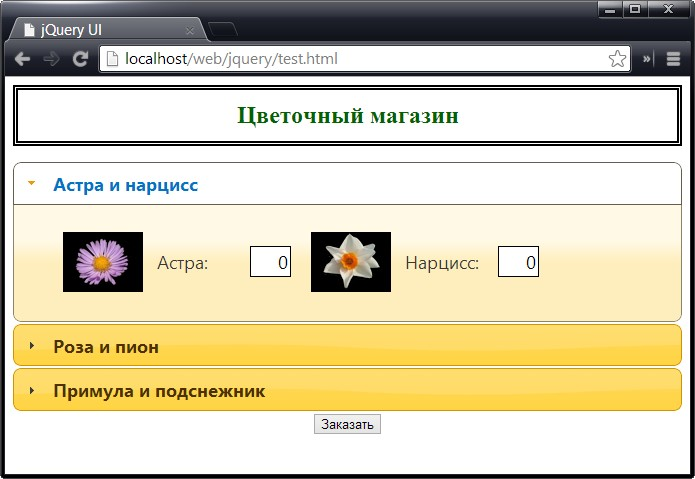 jQuery UI
localhost/web/jquery/test.html
Цветочный магазин
Астра и нарцисс
Астра: 0 Нарцисс: 0
Роза и пион
Примула и подснежник
Заказать